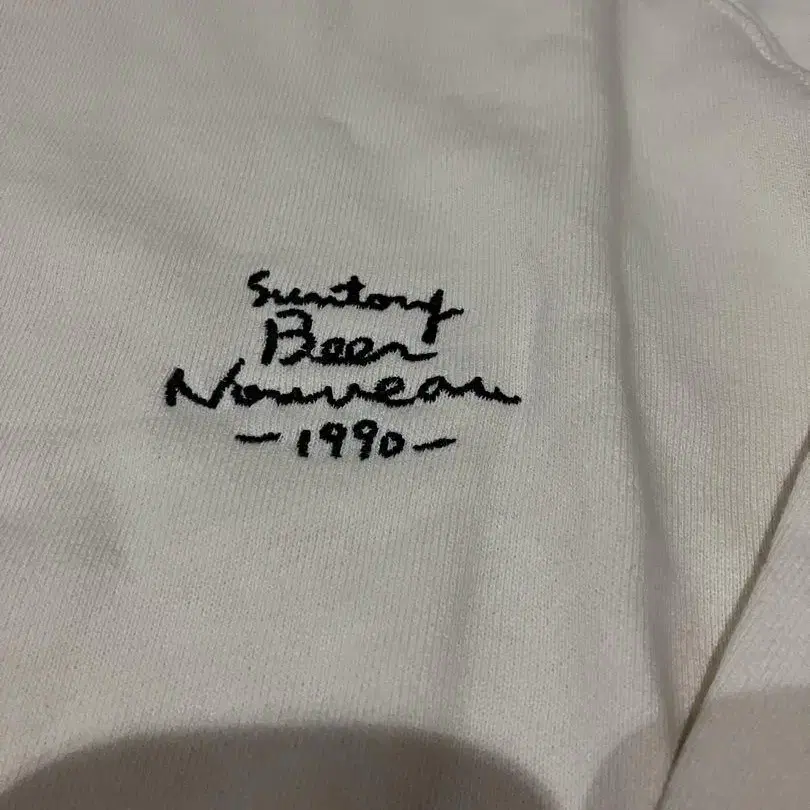 Suntory
Beer
Nouveau
-1990-